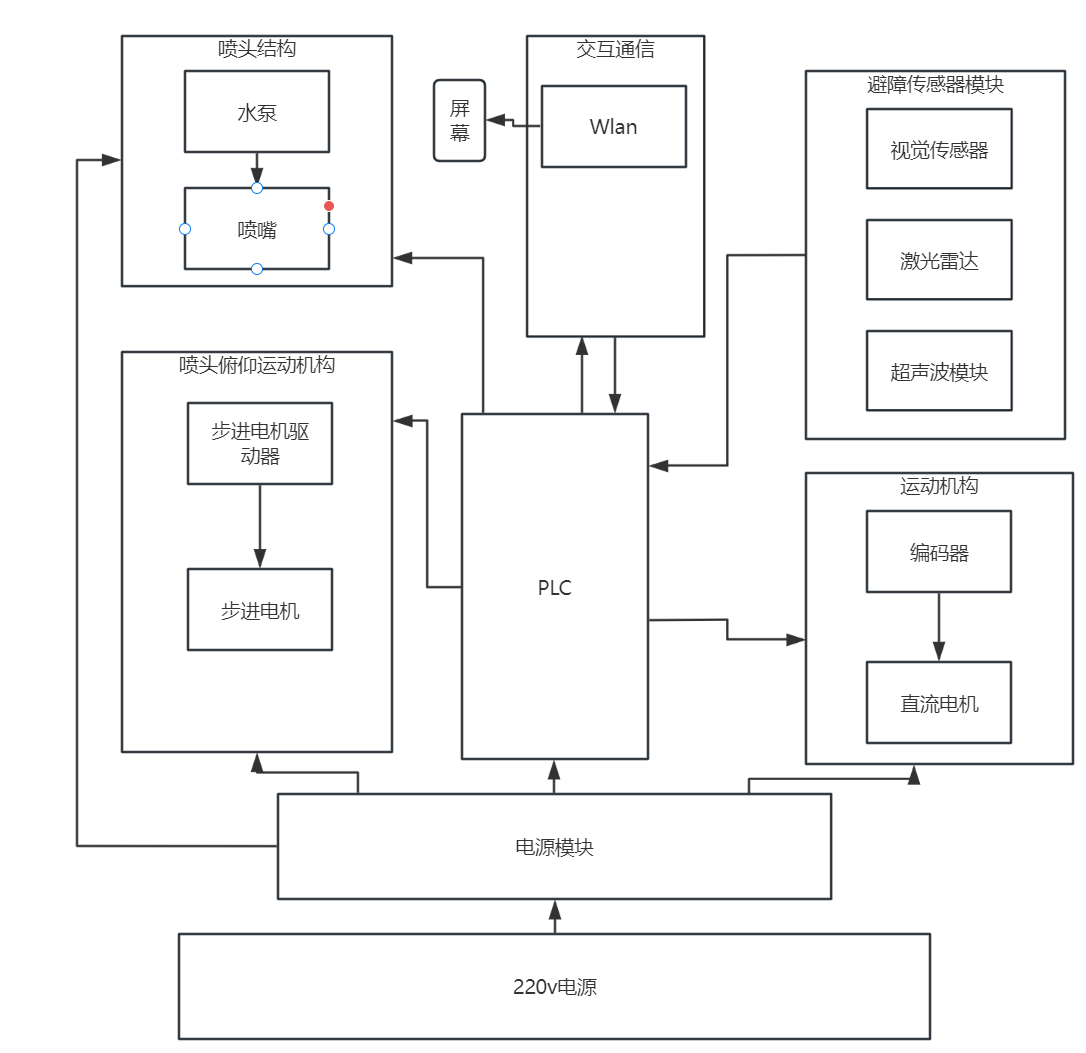 喷头结构
水泵
喷嘴
交互通信
屏
幕
Wlan
避障传感器模块
视觉传感器
激光雷达
超声波模块
喷头俯仰运动机构
步进电机驱
动器
步进电机
PLC
运动机构
编码器
直流电机
电源模块
220v电源